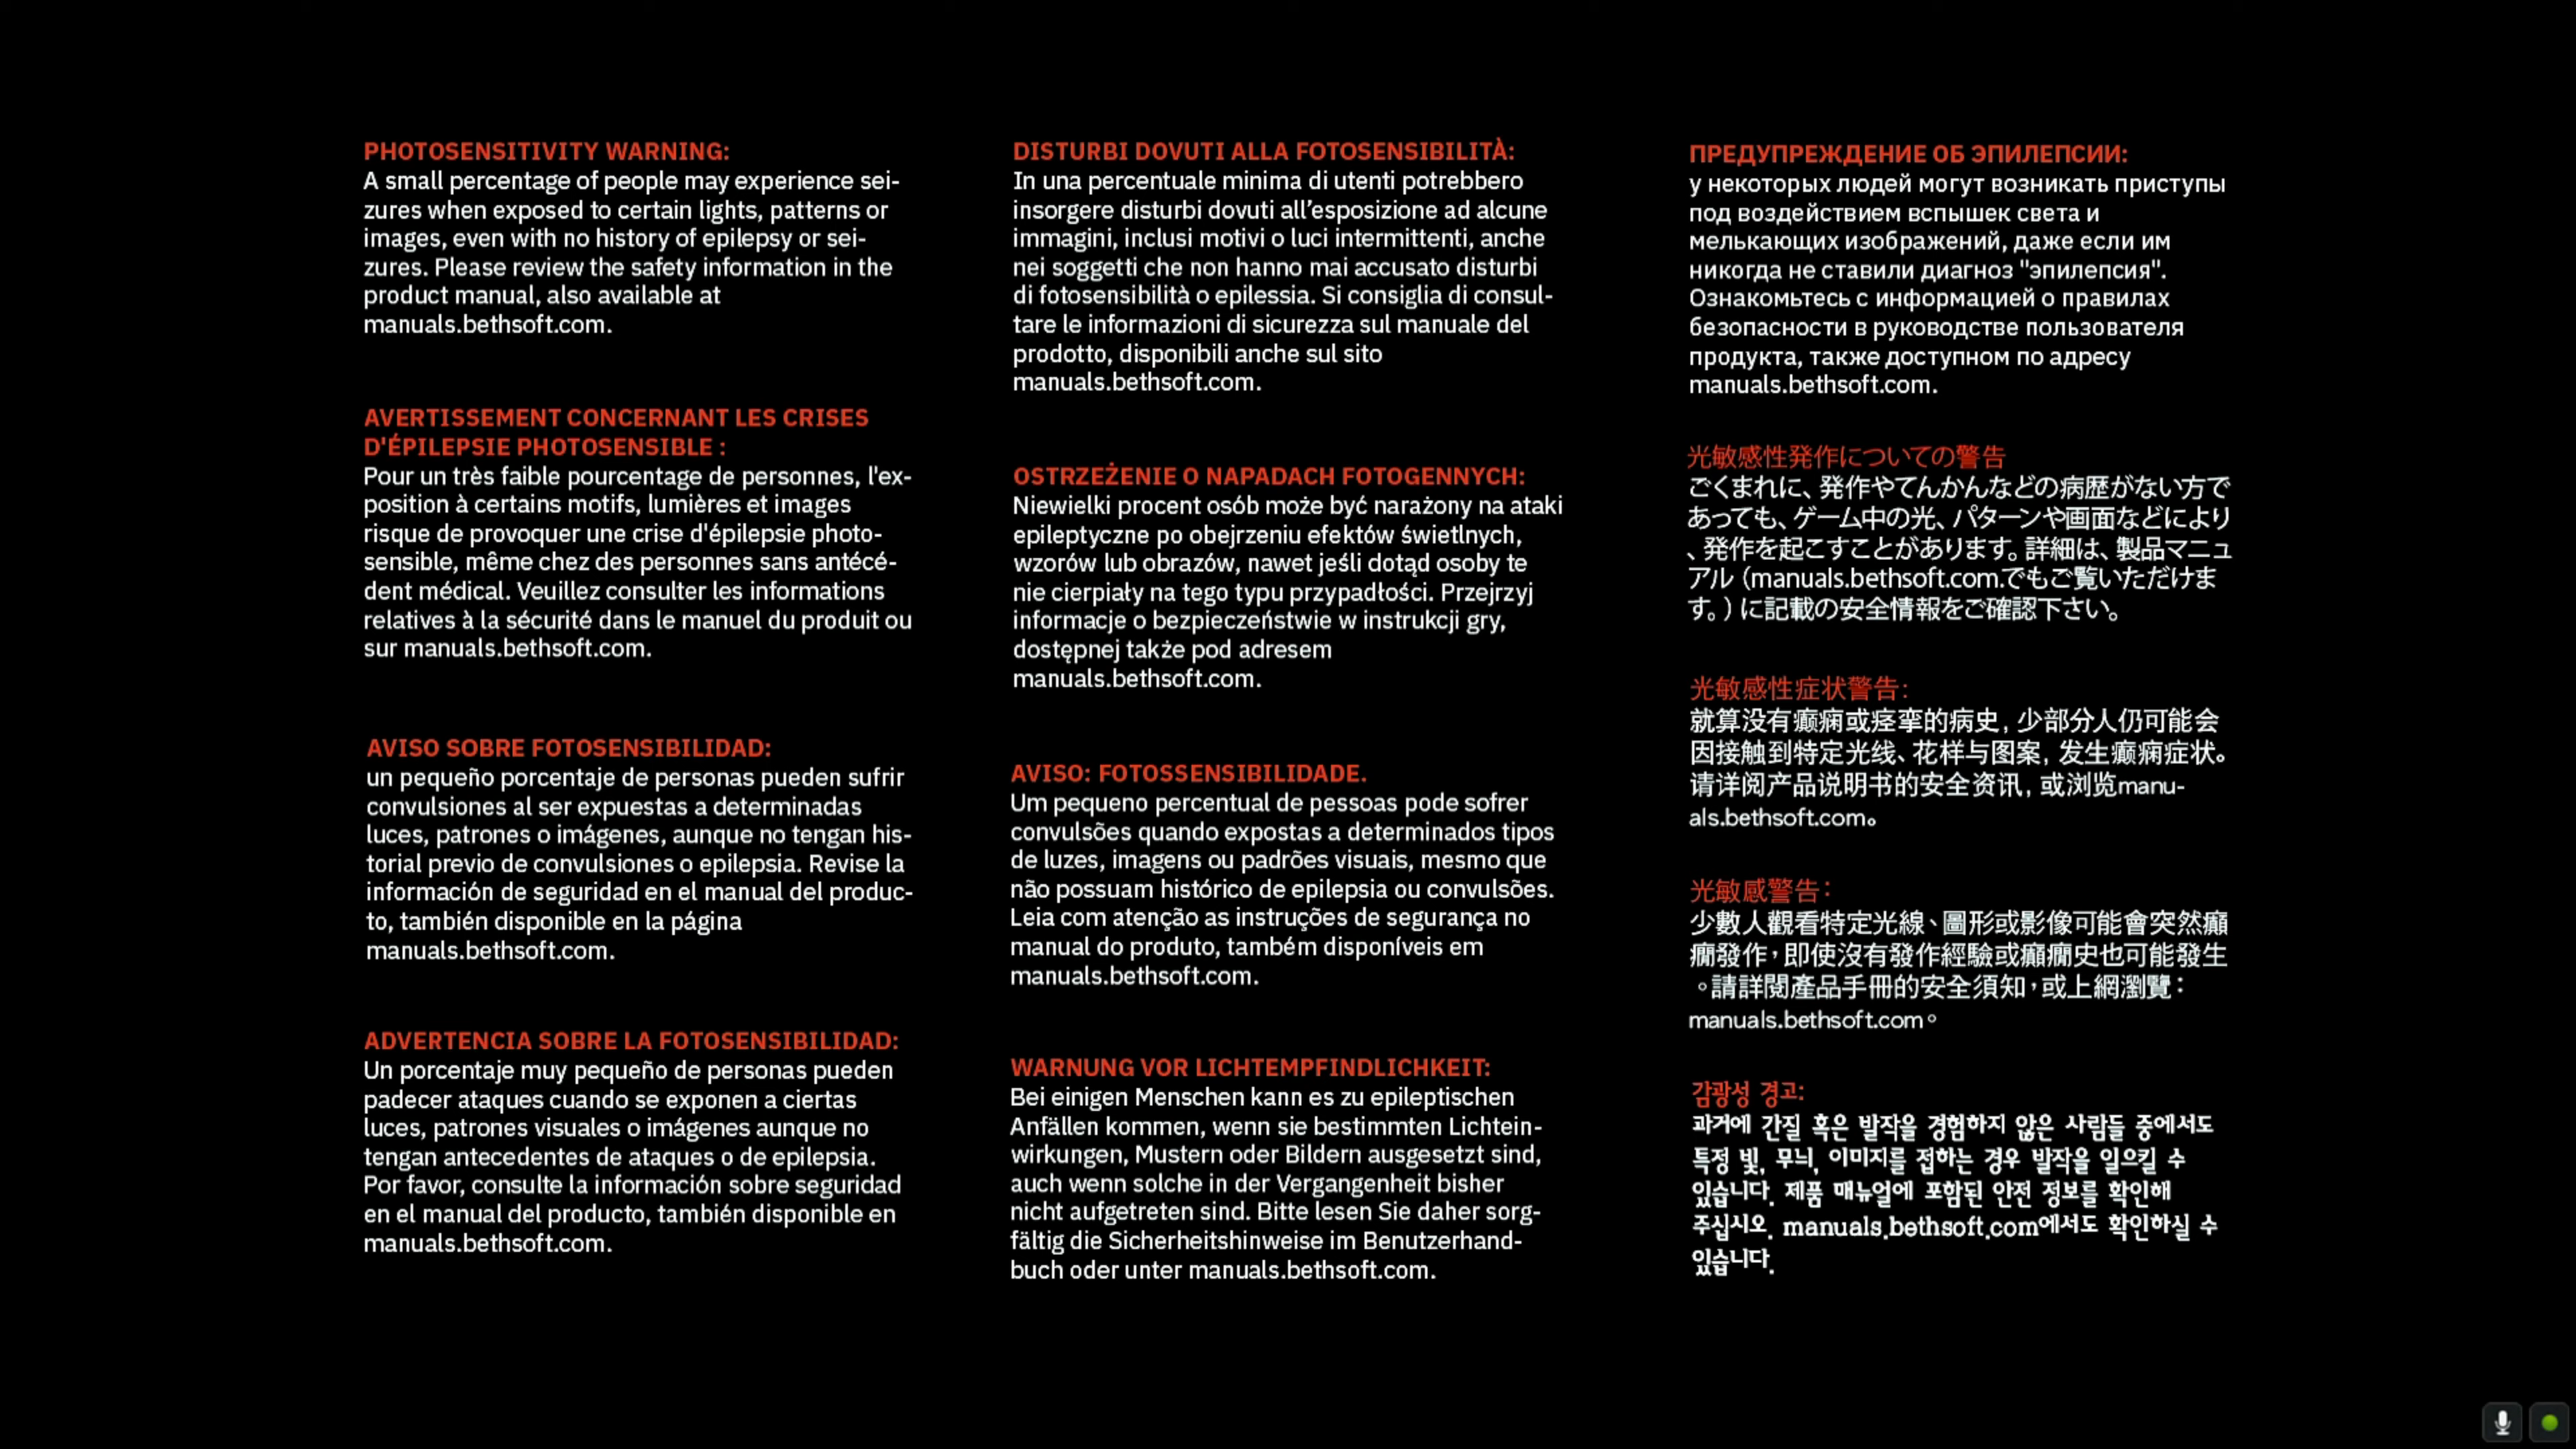 PHOTOSENSITIVITY WARNING:
A small percentage of people may experience sei-
zures when exposed to certain lights, patterns or
images, even with no history of epilepsy or sei-
zures. Please review the safety information in the
product manual, also available at
manuals.bethsoft.com.
AVERTISSEMENT CONCERNANT LES CRISES
D'ÉPILEPSIE PHOTOSENSIBLE :
Pour un très faible pourcentage de personnes, l'ex-
position à certains motifs, lumières et images
risque de provoquer une crise d'épilepsie photo-
sensible, même chez des personnes sans antécé-
dent médical. Veuillez consulter les informations
relatives à la sécurité dans le manuel du produit ou
sur manuals.bethsoft.com.
AVISO SOBRE FOTOSENSIBILIDAD:
un pequeño porcentaje de personas pueden sufrir
convulsiones al ser expuestas a determinadas
luces, patrones o imágenes, aunque no tengan his-
torial previo de convulsiones o epilepsia. Revise la
información de seguridad en el manual del produc-
to, también disponible en la página
manuals.bethsoft.com.
ADVERTENCIA SOBRE LA FOTOSENSIBILIDAD:
Un porcentaje muy pequeño de personas pueden
padecer ataques cuando se exponen a ciertas
luces, patrones visuales o imágenes aunque no
tengan antecedentes de ataques o de epilepsia.
Por favor, consulte la información sobre seguridad
en el manual del producto, también disponible en
manuals.bethsoft.com.
DISTURBI DOVUTI ALLA FOTOSENSIBILITÀ:
In una percentuale minima di utenti potrebbero
insorgere disturbi dovuti all’esposizione ad alcune
immagini, inclusi motivi o luci intermittenti, anche
nei soggetti che non hanno mai accusato disturbi
di fotosensibilità o epilessia. Si consiglia di consul-
tare le informazioni di sicurezza sul manuale del
prodotto, disponibili anche sul sito
manuals.bethsoft.com.
OSTRZEŻENIE O NAPADACH FOTOGENNYCH:
Niewielki procent osób może być narażony na ataki
epileptyczne po obejrzeniu efektów świetlnych,
wzorów lub obrazów, nawet jeśli dotąd osoby te
nie cierpiały na tego typu przypadłości. Przejrzyj
informacje o bezpieczeństwie w instrukcji gry,
dostępnej także pod adresem
manuals.bethsoft.com.
AVISO: FOTOSSENSIBILIDADE.
Um pequeno percentual de pessoas pode sofrer
convulsões quando expostas a determinados tipos
de luzes, imagens ou padrões visuais, mesmo que
não possuam histórico de epilepsia ou convulsões.
Leia com atenção as instruções de segurança no
manual do produto, também disponíveis em
manuals.bethsoft.com.
WARNUNG VOR LICHTEMPFINDLICHKEIT:
Bei einigen Menschen kann es zu epileptischen
Anfällen kommen, wenn sie bestimmten Lichtein-
wirkungen, Mustern oder Bildern ausgesetzt sind,
auch wenn solche in der Vergangenheit bisher
nicht aufgetreten sind. Bitte lesen Sie daher sorg-
fältig die Sicherheitshinweise im Benutzerhand-
buch oder unter manuals.bethsoft.com.
ПРЕДУПРЕЖДЕНИЕ ОБ ЭПИЛЕПСИИ:
у некоторых людей могут возникать приступы
под воздействием вспышек света и
мелькающих изображений, даже если им
никогда не ставили диагноз "эпилепсия".
Ознакомьтесь с информацией о правилах
безопасности в руководстве пользователя
продукта, также доступном по адресу
manuals.bethsoft.com.
光敏感性発作についての警告
ごくまれに、発作やてんかんなどの病歴がない方で
あっても、ゲーム中の光、パターンや画面などにより
、発作を起こすことがあります。詳細は、製品マニュ
アル（manuals.bethsoft.com.でもご覧いただけま
す。）に記載の安全情報をご確認下さい。
光敏感性症状警告：
就算没有癫痫或痉挛的病史，少部分人仍可能会
因接触到特定光线、花样与图案，发生癫痫症状。
请详阅产品说明书的安全资讯，或浏览manu-
als.bethsoft.com。
光敏感警告：
少數人觀看特定光線、圖形或影像可能會突然癲
癇發作，即使沒有發作經驗或癲癇史也可能發生
。請詳閱產品手冊的安全須知，或上網瀏覽：
manuals.bethsoft.com。
감광성 경고:
과거에 간질 혹은 발작을 경험하지 않은 사람들 중에서도
특정 빛, 무늬, 이미지를 접하는 경우 발작을 일으킬 수
있습니다. 제품 매뉴얼에 포함된 안전 정보를 확인해
주십시오. manuals.bethsoft.com에서도 확인하실 수
있습니다.